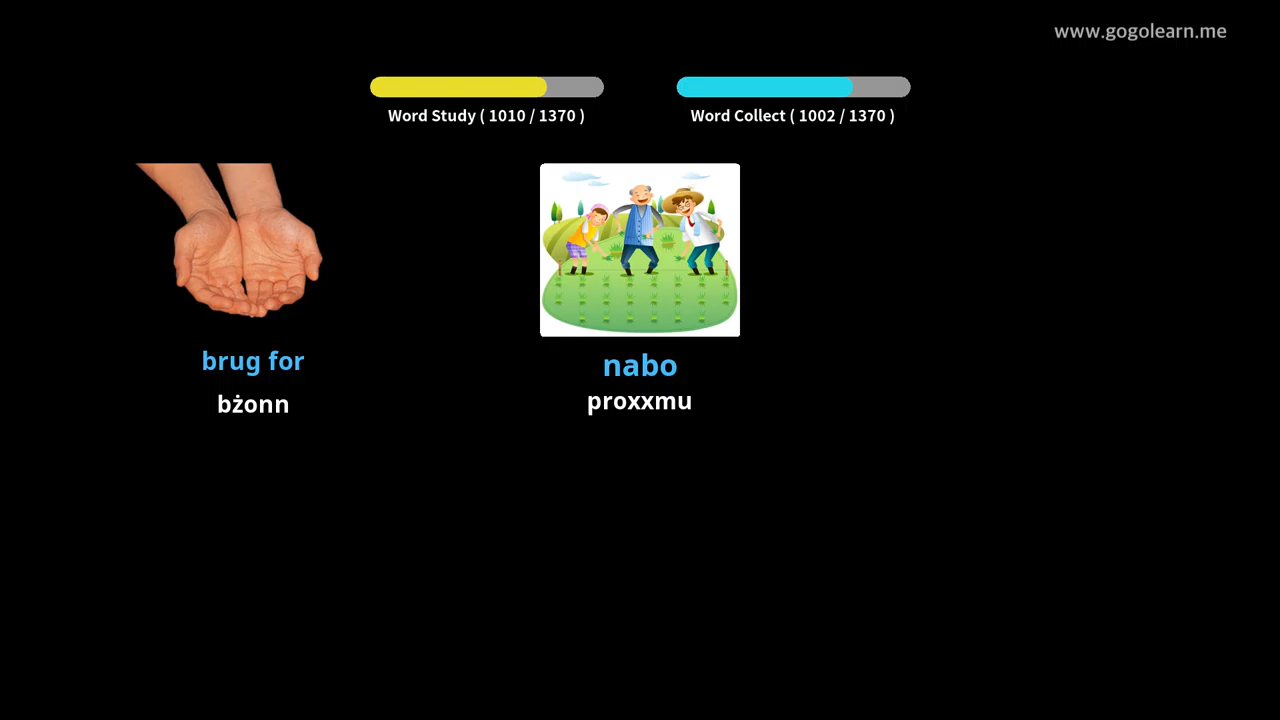 www.gogolearn.me
Word Study ( 1010 / 1370 )
Word Collect ( 1002 / 1370 )
brug for
bżonn
nabo
proxxmu